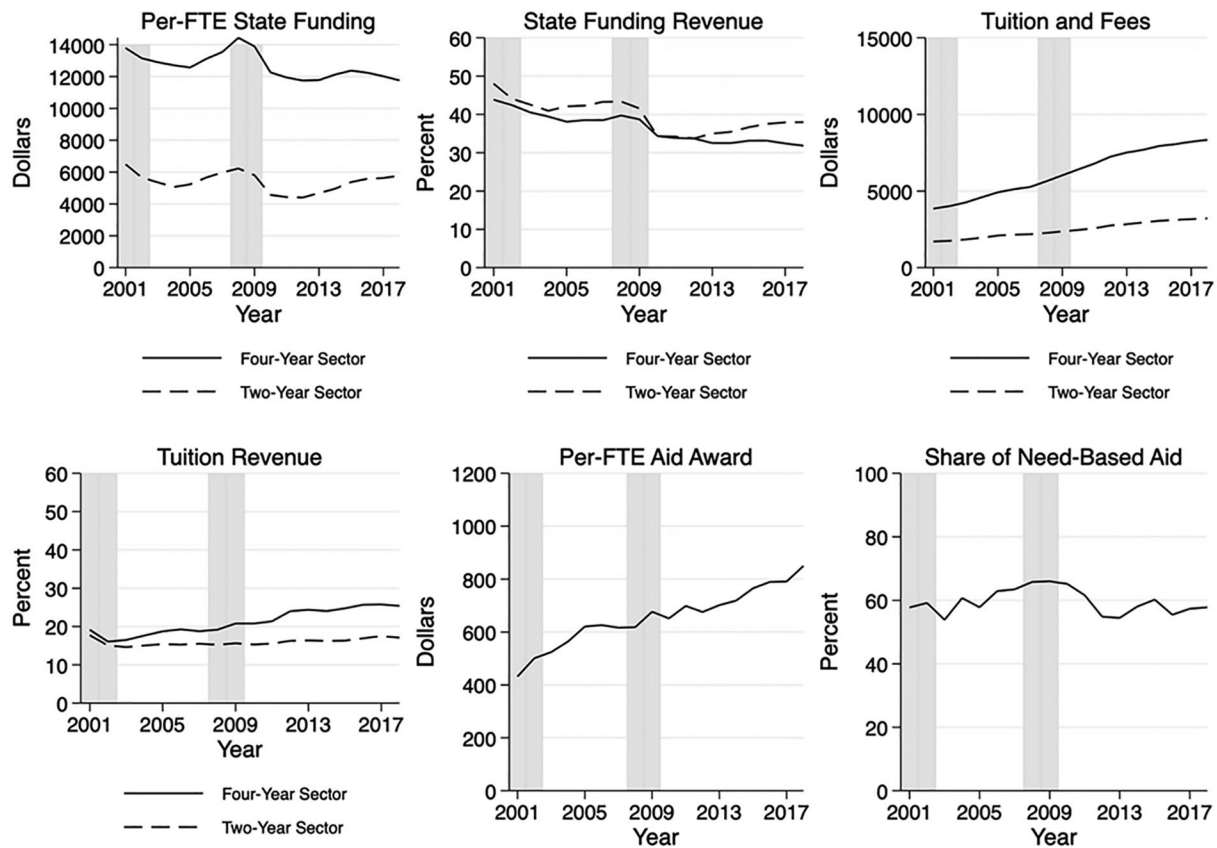 Per-FTE State Funding
14000
12000
10000
8000
6000
4000
2000
0
Dollars
2001 2005 2009 2013 2017
Year
Four-Year Sector
Two-Year Sector
State Funding Revenue
60
50
40
30
20
10
0
Percent
2001 2005 2009 2013 2017
Year
Four-Year Sector
Two-Year Sector
Tuition and Fees
15000
10000
5000
0
Dollars
2001 2005 2009 2013 2017
Year
Four-Year Sector
Two-Year Sector
Tuition Revenue
60
50
40
30
20
10
0
Percent
2001 2005 2009 2013 2017
Year
Four-Year Sector
Two-Year Sector
Per-FTE Aid Award
1200
1000
800
600
400
200
0
Dollars
2001 2005 2009 2013 2017
Year
Share of Need-Based Aid
100
80
60
40
20
0
Percent
2001 2005 2009 2013 2017
Year